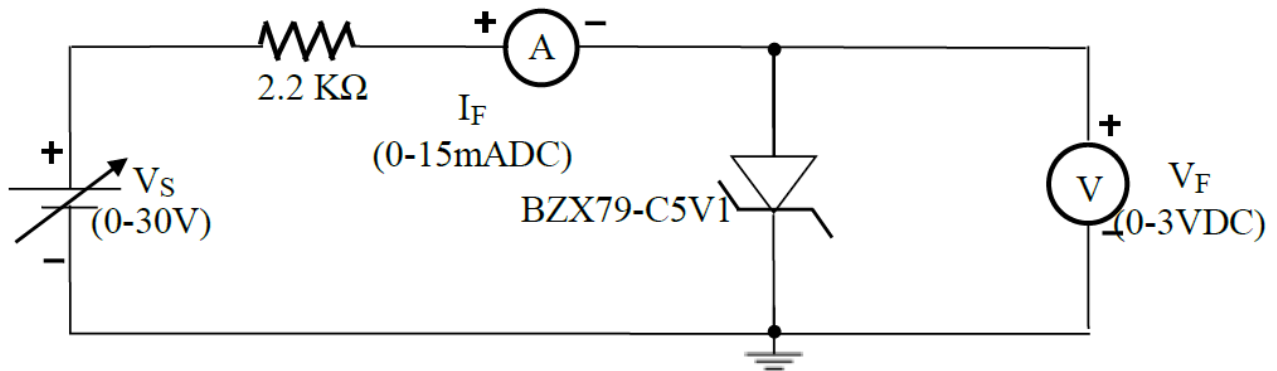 + −
A
2.2 KΩ
I_F
(0-15mADC)
+
V_S
(0-30V)
−
BZX79-C5V1
+
V
V_F
(0-3VDC)
−